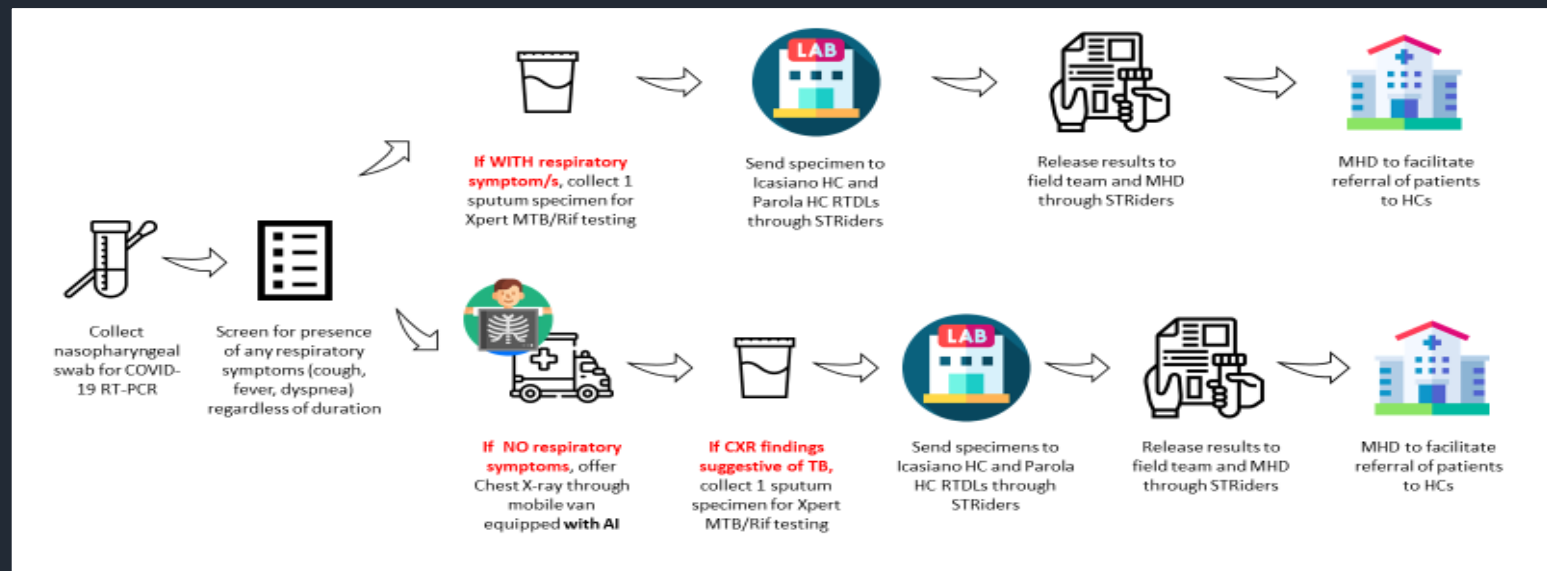 LAB
If WITH respiratory
symptom/s, collect 1
sputum specimen for
Xpert MTB/Rif testing
Send specimen to
Icasiano HC and
Parola HC RTDLs
through STRiders
Release results to
field team and MHD
through STRiders
MHD to facilitate
referral of patients
to HCs
Collect
nasopharyngeal
swab for COVID-
19 RT-PCR
Screen for presence
of any respiratory
symptoms (cough,
fever, dyspnea)
regardless of duration
LAB
If NO respiratory
symptoms, offer
Chest X-ray through
mobile van
equipped with AI
If CXR findings
suggestive of TB,
collect 1 sputum
specimen for Xpert
MTB/Rif testing
Send specimens to
Icasiano HC and Parola
HC RTDLs through
STRiders
Release results to
field team and MHD
through STRiders
MHD to facilitate
referral of patients
to HCs